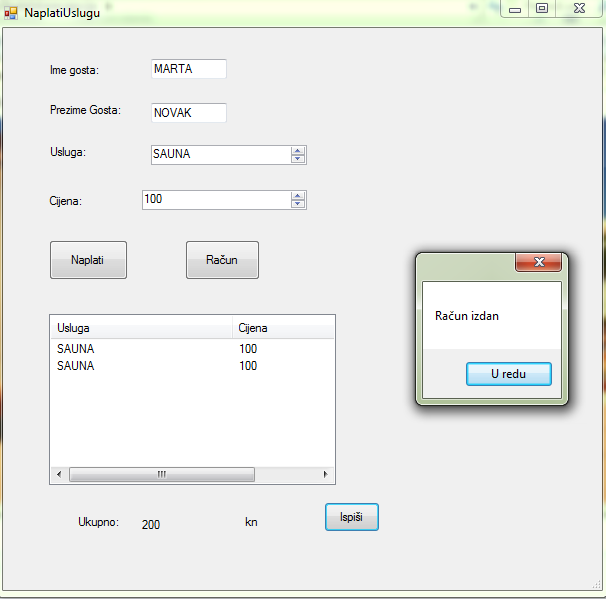 NaplatiUslugu
Ime gosta: MARTA
Prezime Gosta: NOVAK
Usluga: SAUNA
Cijena: 100
Naplati Račun
Usluga Cijena
SAUNA 100
SAUNA 100
Ukupno: 200 kn Ispiši
Račun izdan
U redu